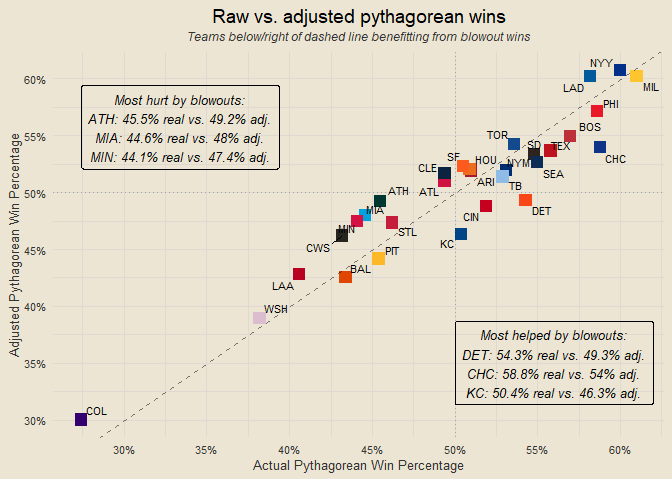 Raw vs. adjusted pythagorean wins
Teams below/right of dashed line benefitting from blowout wins
Adjusted Pythagorean Win Percentage
60%
55%
50%
45%
40%
35%
30%
Most hurt by blowouts:
ATH: 45.5% real vs. 49.2% adj.
MIA: 44.6% real vs. 48% adj.
MIN: 44.1% real vs. 47.4% adj.
NYY
LAD
MIL
PHI
BOS
TOR
SD
TEX
CHC
SF
HOU
NYM
CLE
SEA
ATL
ARI
TB
ATH
DET
MIA
CIN
MIN
STL
KC
CWS
PIT
BAL
LAA
WSH
COL
Most helped by blowouts:
DET: 54.3% real vs. 49.3% adj.
CHC: 58.8% real vs. 54% adj.
KC: 50.4% real vs. 46.3% adj.
30%
35%
40%
45%
50%
55%
60%
Actual Pythagorean Win Percentage